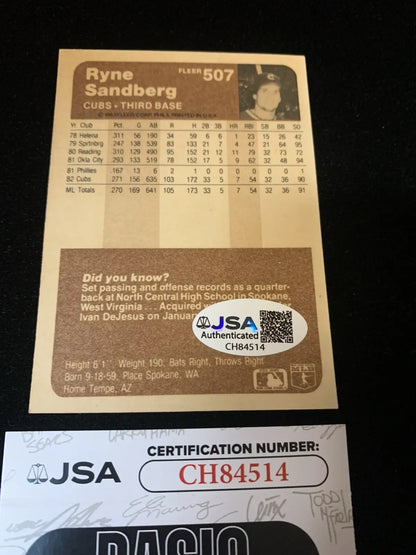 Ryne
Sandberg
FLEER 507
CUBS • THIRD BASE
Yr Club Pct. G AB R H 2B 3B HR RBI SB BB SO
78 Helena 311 56 190 34 59 6 6 1 23 15 26 42
79 Sprtnbrg 247 138 539 83 133 21 7 4 47 21 64 95
80 Reading 310 129 490 95 152 21 12 11 79 32 73 72
81 Okla City 293 133 519 78 152 17 5 9 62 32 48 94
81 Phillies .167 13 6 2 1 0 0 0 0 0 0 1
82 Cubs .271 156 635 103 172 33 5 7 54 32 36 90
ML Totals .270 169 641 105 173 33 5 7 54 32 36 91
Did you know?
Set passing and offense records as a quarter-
back at North Central High School in Spokane,
West Virginia... Acquired
Ivan DeJesus on January
JSA
Authenticated
CH84514
Height 6'1" Weight 190, Bats Right, Throws Right
Born 9-18-59, Place Spokane, WA
Home Tempe, AZ
JSA
CERTIFICATION NUMBER:
CH84514
BASIC